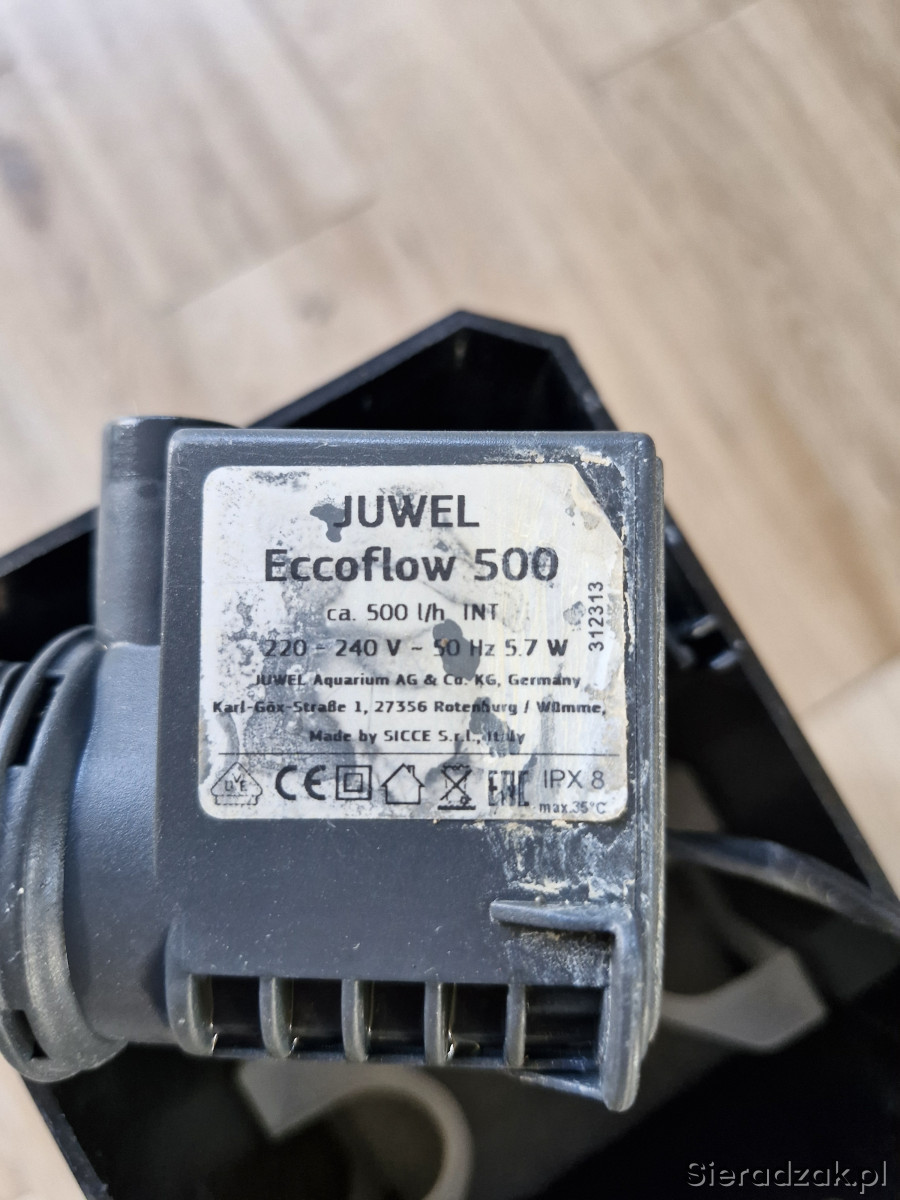 JUWEL
Eccoflow 500
ca. 500 l/h INT
220 - 240 V ~ 50 Hz 5.7 W
JUWEL Aquarium AG & Co. KG, Germany
Karl-Göx-Straße 1, 27356 Rotenburg / Wümme,
Made by SICCE S.r.l., Italy
VDE CE EAC IPX 8
max.35°C
312313
Sieradzak.pl